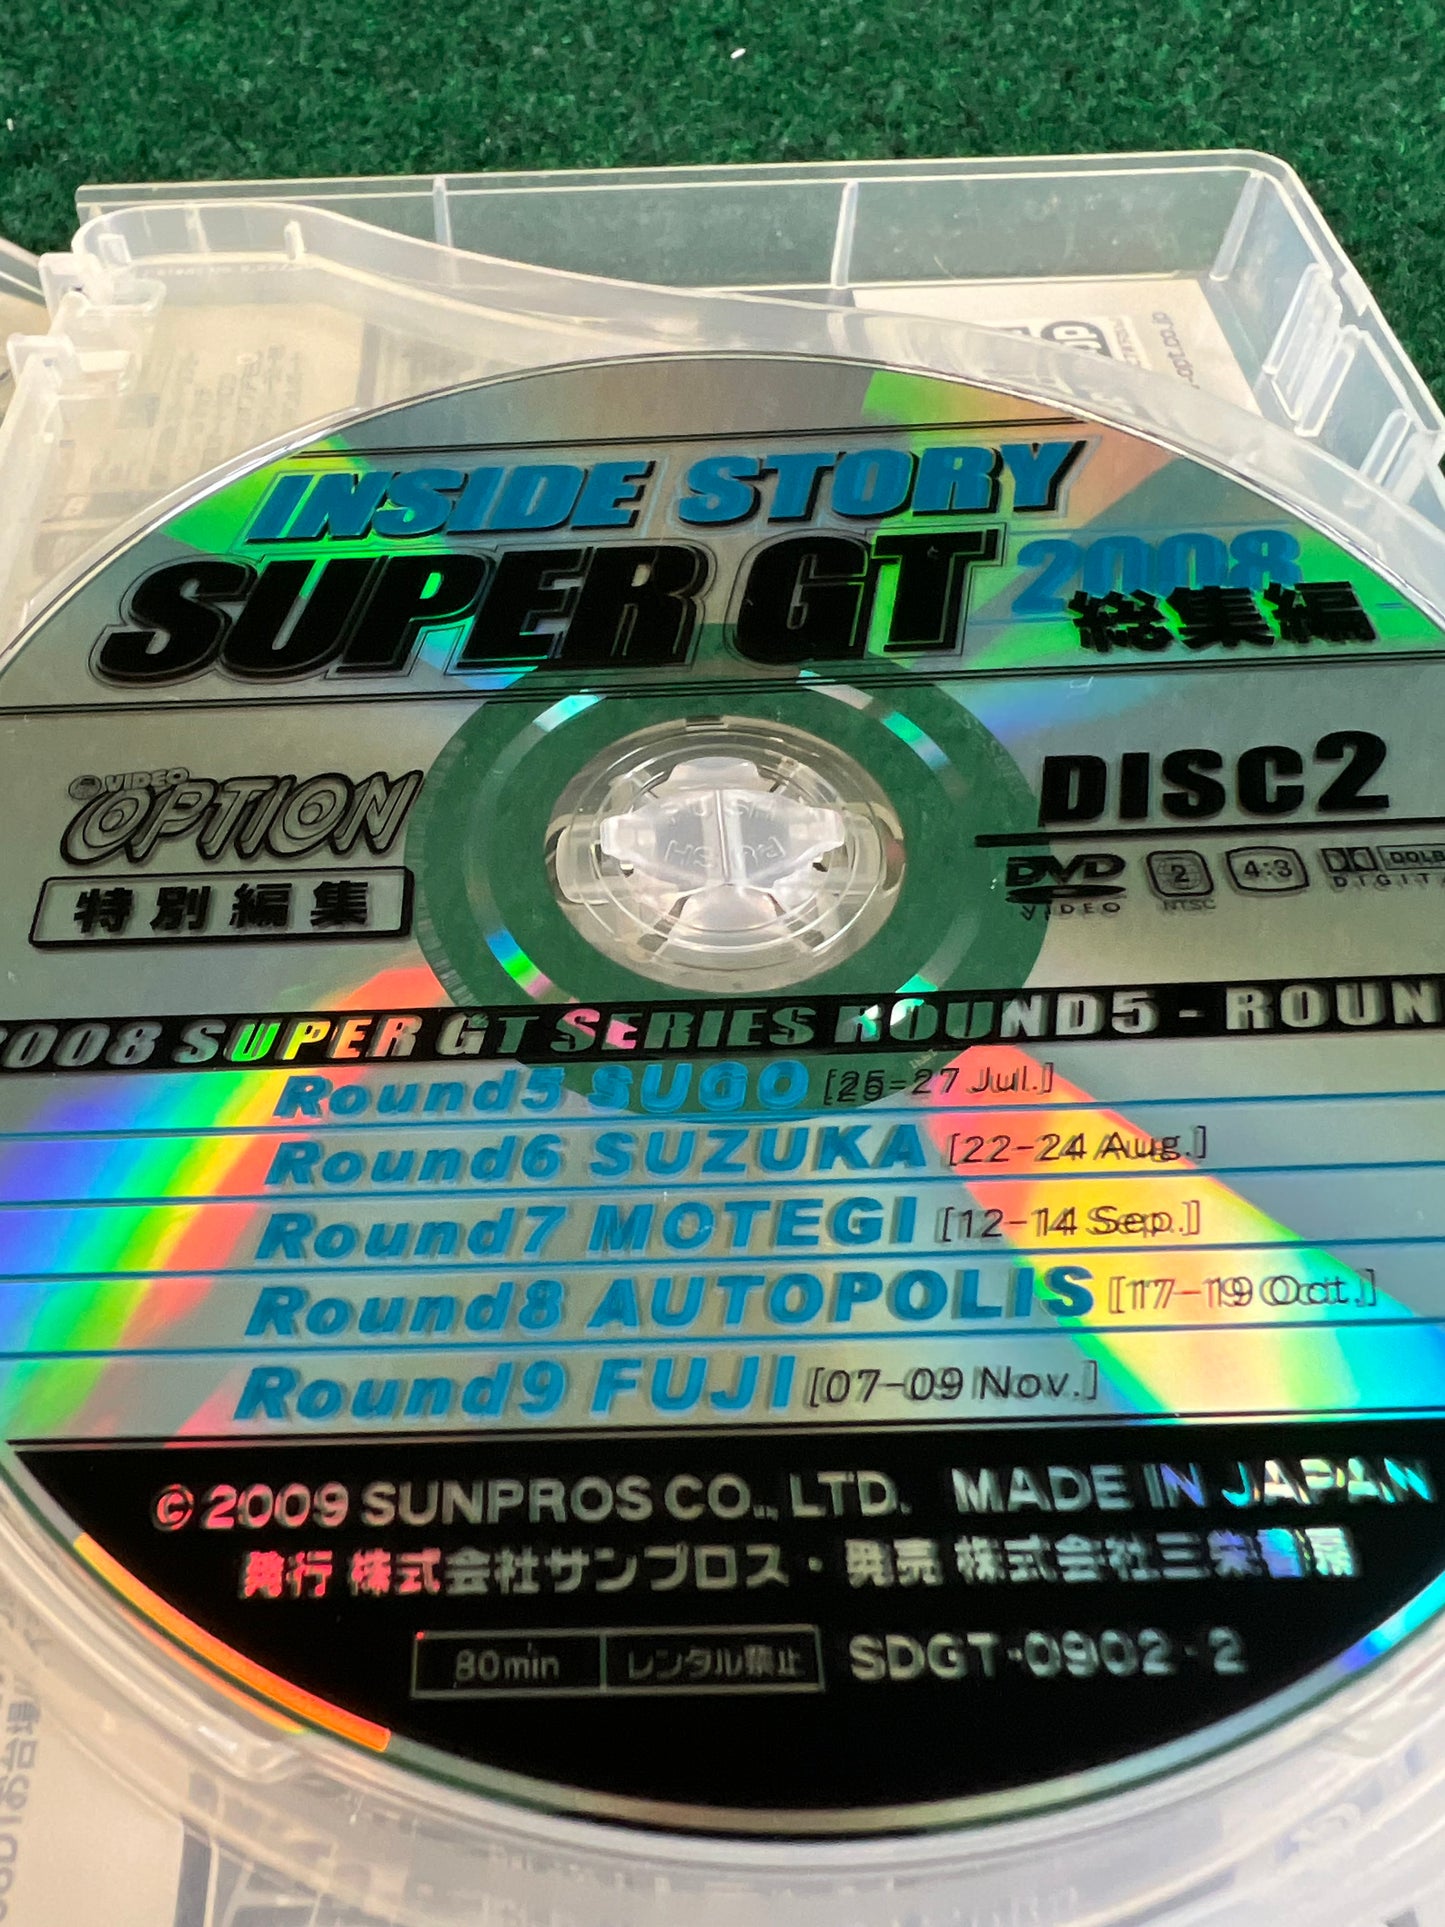 INSIDE STORY
SUPER GT 2008
総集編
VIDEO
OPTION
特別編集
DISC2
DVD
VIDEO
2
NTSC
4:3
2008 SUPER GT SERIES ROUND5 -
Round5 SUGO [25-27 Jul.]
Round6 SUZUKA [22-24 Aug.]
Round7 MOTEGI [12-14 Sep.]
Round8 AUTOPOLIS [17-19 Oct.]
Round9 FUJI [07-09 Nov.]
© 2009 SUNPROS CO., LTD. MADE IN JAPAN
発行 株式会社サンプロス・発売 株式会社三栄書房
80min レンタル禁止 SDGT-0902-2